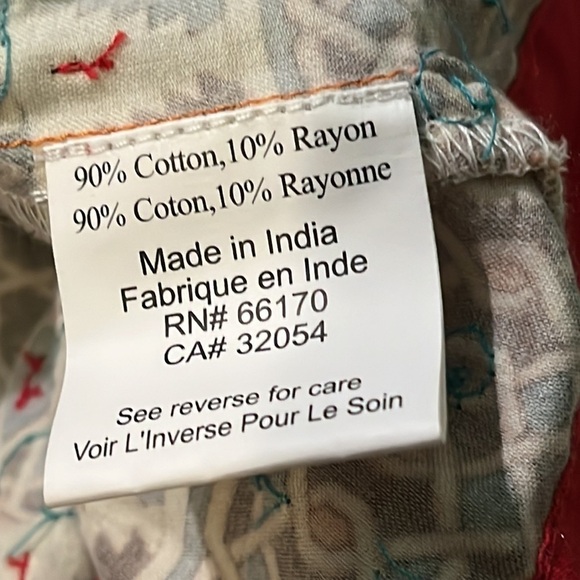 90% Cotton,10% Rayon
90% Coton,10% Rayonne
Made in India
Fabrique en Inde
RN# 66170
CA# 32054
See reverse for care
Voir L'Inverse Pour Le Soin